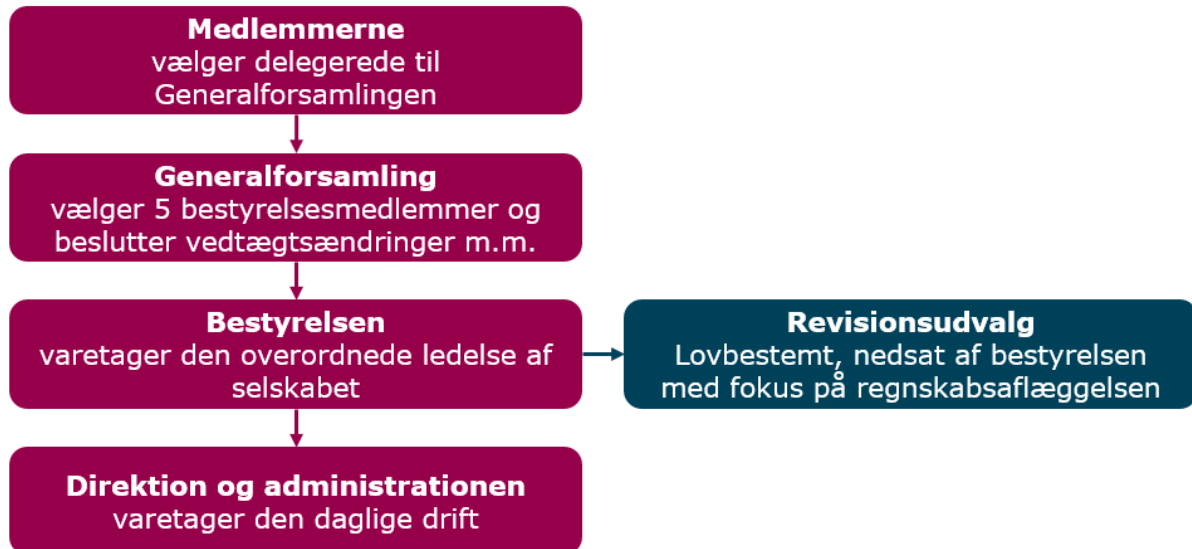 Medlemmerne
vælger delegerede til
Generalforsamlingen
Generalforsamling
vælger 5 bestyrelsesmedlemmer og
beslutter vedtægtsændringer m.m.
Bestyrelsen
varetager den overordnede ledelse af
selskabet
Revisionsudvalg
Lovbestemt, nedsat af bestyrelsen
med fokus på regnskabsaflæggelsen
Direktion og administrationen
varetager den daglige drift